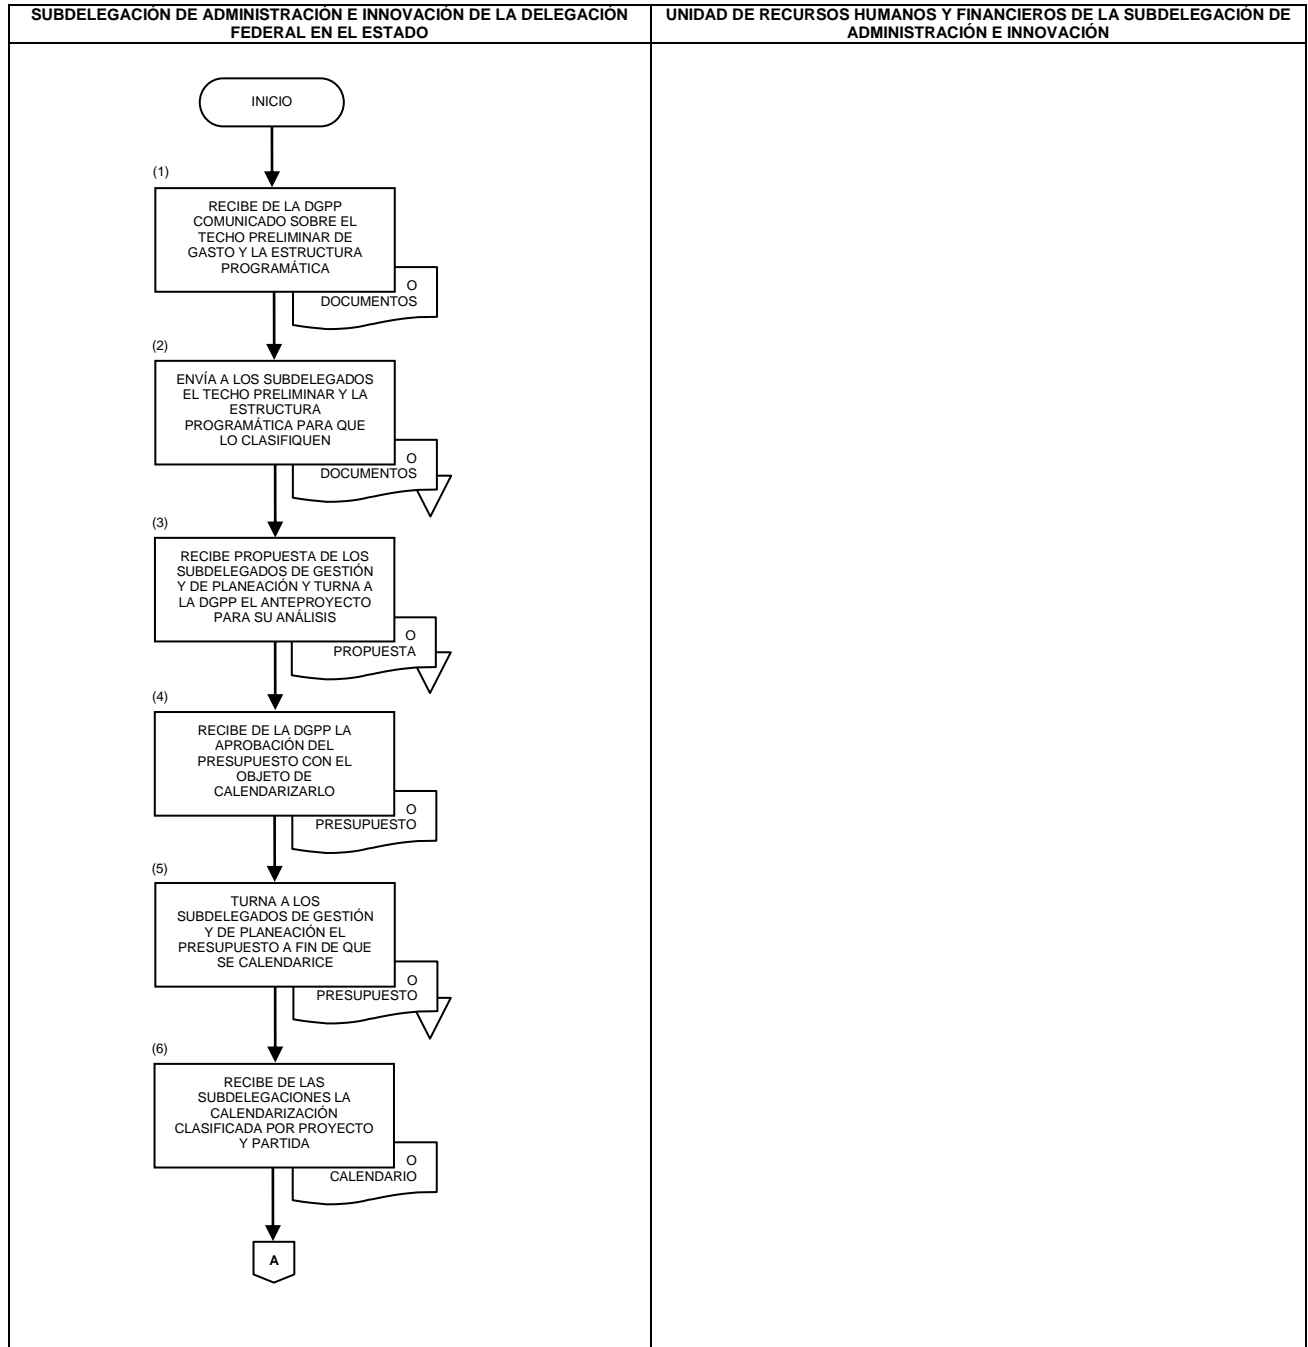 SUBDELEGACIÓN DE ADMINISTRACIÓN E INNOVACIÓN DE LA DELEGACIÓN
FEDERAL EN EL ESTADO
UNIDAD DE RECURSOS HUMANOS Y FINANCIEROS DE LA SUBDELEGACIÓN DE
ADMINISTRACIÓN E INNOVACIÓN
INICIO
(1)
RECIBE DE LA DGPP
COMUNICADO SOBRE EL
TECHO PRELIMINAR DE
GASTO Y LA ESTRUCTURA
PROGRAMÁTICA
O
DOCUMENTOS
(2)
ENVÍA A LOS SUBDELEGADOS
EL TECHO PRELIMINAR Y LA
ESTRUCTURA
PROGRAMÁTICA PARA QUE
LO CLASIFIQUEN
O
DOCUMENTOS
(3)
RECIBE PROPUESTA DE LOS
SUBDELEGADOS DE GESTIÓN
Y DE PLANEACIÓN Y TURNA A
LA DGPP EL ANTEPROYECTO
PARA SU ANÁLISIS
O
PROPUESTA
(4)
RECIBE DE LA DGPP LA
APROBACIÓN DEL
PRESUPUESTO CON EL
OBJETO DE
CALENDARIZARLO
O
PRESUPUESTO
(5)
TURNA A LOS
SUBDELEGADOS DE GESTIÓN
Y DE PLANEACIÓN EL
PRESUPUESTO A FIN DE QUE
SE CALENDARICE
O
PRESUPUESTO
(6)
RECIBE DE LAS
SUBDELEGACIONES LA
CALENDARIZACIÓN
CLASIFICADA POR PROYECTO
Y PARTIDA
O
CALENDARIO
A